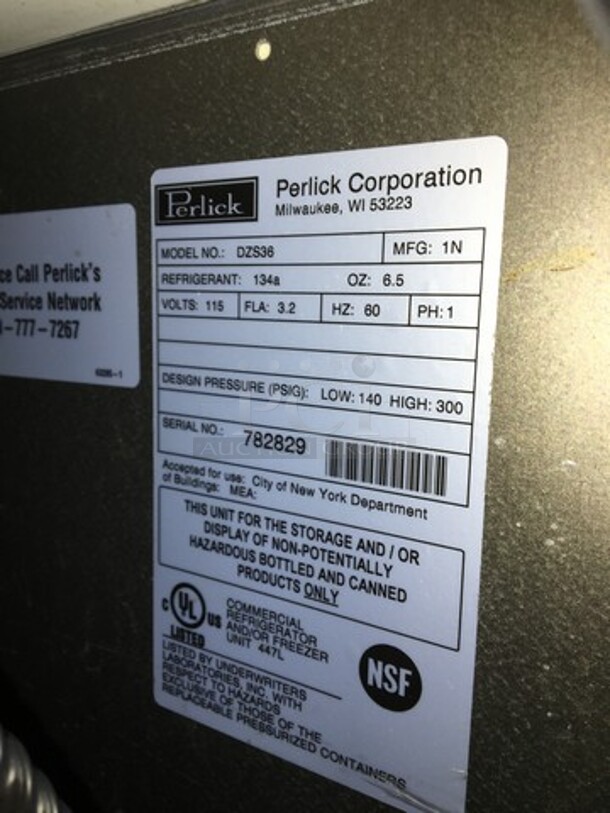 Perlick
Perlick Corporation
Milwaukee, WI 53223
MODEL NO.: DZS36 MFG: 1N
REFRIGERANT: 134a OZ: 6.5
VOLTS: 115 FLA: 3.2 HZ: 60 PH: 1
DESIGN PRESSURE (PSIG): LOW: 140 HIGH: 300
SERIAL NO.: 782829
Accepted for use: City of New York Department
of Buildings: MEA:
THIS UNIT FOR THE STORAGE AND / OR
DISPLAY OF NON-POTENTIALLY
HAZARDOUS BOTTLED AND CANNED
PRODUCTS ONLY
C UL US
LISTED
COMMERCIAL
REFRIGERATOR
AND/OR FREEZER
UNIT 447L
NSF
LISTED BY UNDERWRITERS
LABORATORIES, INC. WITH
RESPECT TO HAZARDS
EXCLUSIVE OF THOSE OF THE
REPLACEABLE PRESSURIZED CONTAINERS
ce Call Perlick's
Service Network
-777-7267
AUCTION GROUP